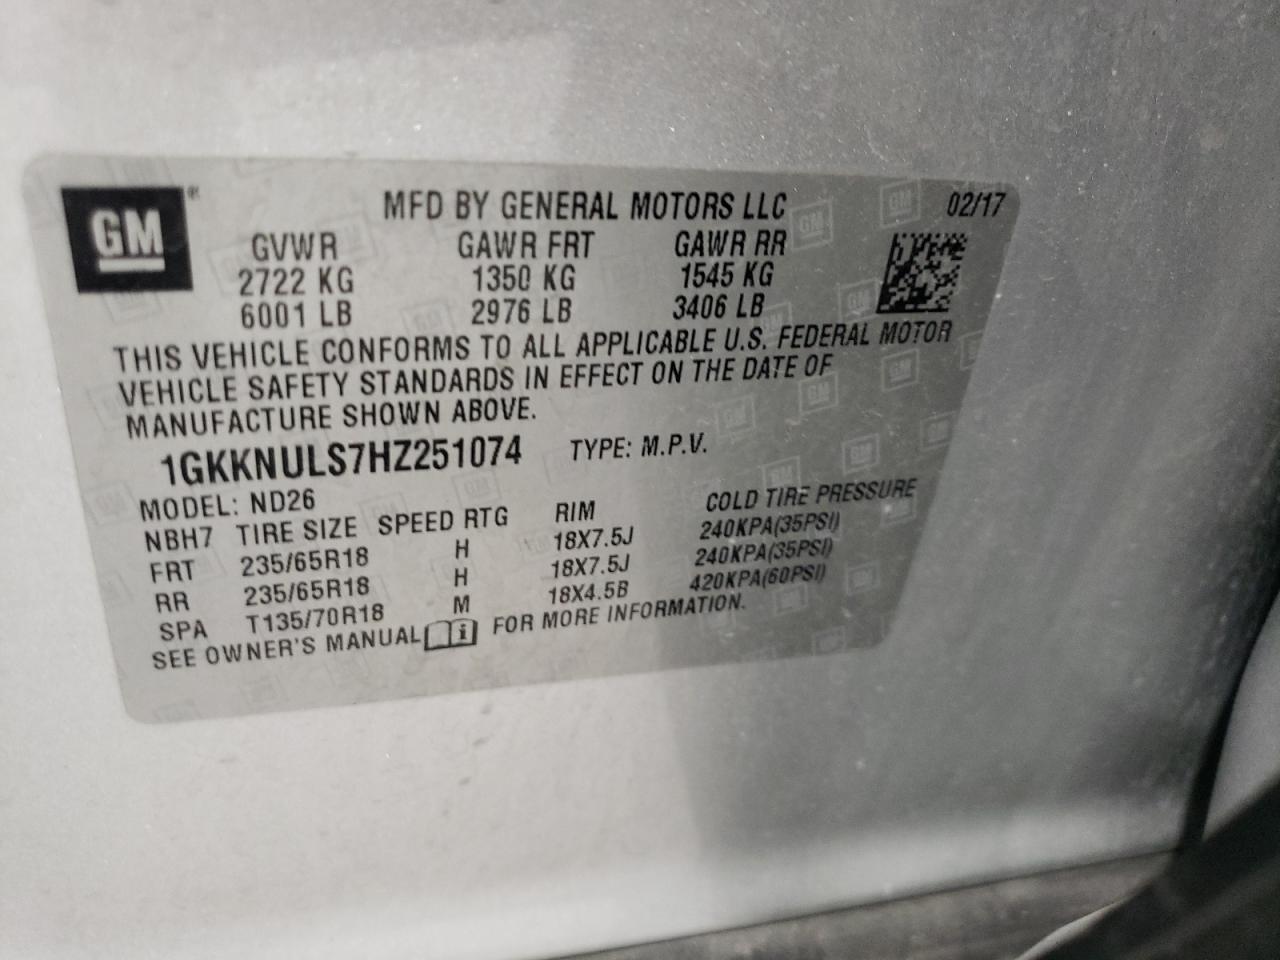 GM ® MFD BY GENERAL MOTORS LLC 02/17
GVWR GAWR FRT GAWR RR
2722 KG 1350 KG 1545 KG
6001 LB 2976 LB 3406 LB
THIS VEHICLE CONFORMS TO ALL APPLICABLE U.S. FEDERAL MOTOR
VEHICLE SAFETY STANDARDS IN EFFECT ON THE DATE OF
MANUFACTURE SHOWN ABOVE.
1GKKNULS7HZ251074 TYPE: M.P.V.
MODEL: ND26
NBH7 TIRE SIZE SPEED RTG RIM COLD TIRE PRESSURE
FRT 235/65R18 H 18X7.5J 240KPA(35PSI)
RR 235/65R18 H 18X7.5J 240KPA(35PSI)
SPA T135/70R18 M 18X4.5B 420KPA(60PSI)
SEE OWNER'S MANUAL i FOR MORE INFORMATION.